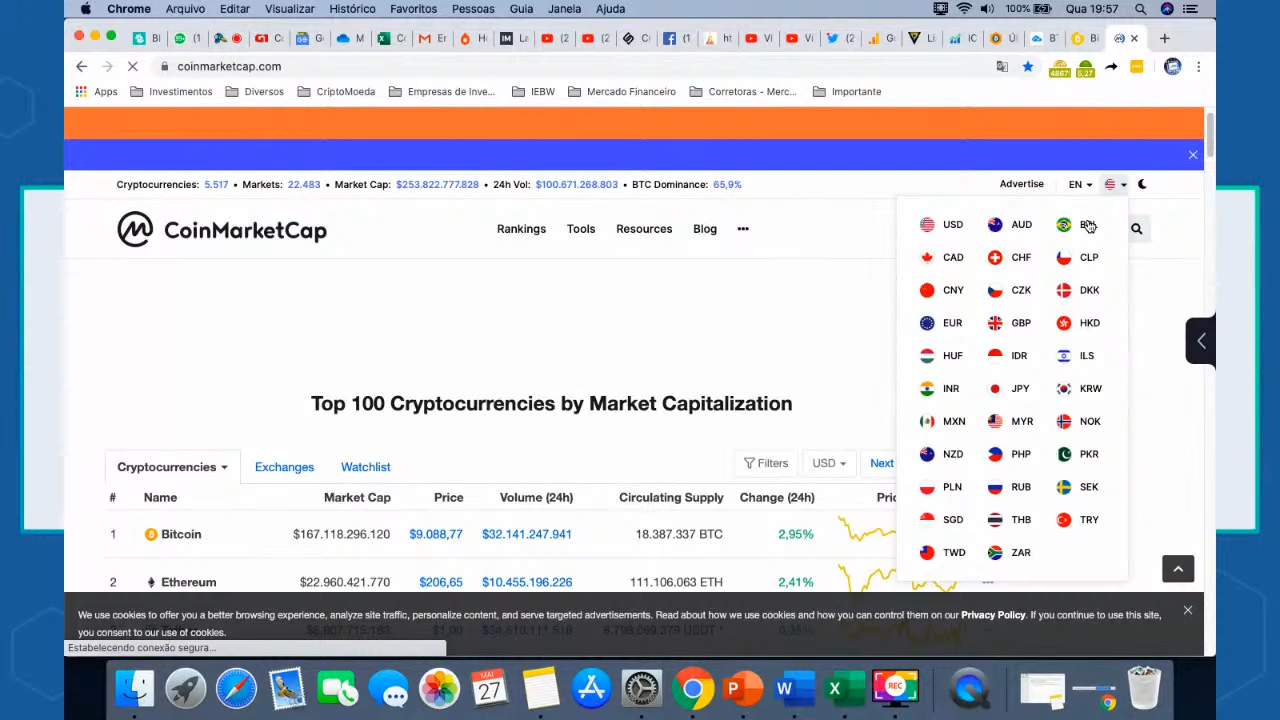 Chrome Arquivo Editar Visualizar Histórico Favoritos Pessoas Guia Janela Ajuda 100% Qua 19:57
coinmarketcap.com
Apps Investimentos Diversos CriptoMoeda Empresas de Inve... IEBW Mercado Financeiro Corretoras - Merc... Importante
Cryptocurrencies: 5.517 • Markets: 22.483 • Market Cap: $253.822.777.828 • 24h Vol: $100.671.268.803 • BTC Dominance: 65,9%
Advertise EN
CoinMarketCap
Rankings Tools Resources Blog •••
USD AUD
CAD CHF CLP
CNY CZK DKK
EUR GBP HKD
HUF IDR ILS
INR JPY KRW
MXN MYR NOK
NZD PHP PKR
PLN RUB SEK
SGD THB TRY
TWD ZAR
Top 100 Cryptocurrencies by Market Capitalization
Cryptocurrencies Exchanges Watchlist Filters USD Next
# Name Market Cap Price Volume (24h) Circulating Supply Change (24h) Pric
1 Bitcoin $167.118.296.120 $9.088,77 $32.141.247.941 18.387.337 BTC 2,95%
2 Ethereum $22.960.421.770 $206,65 $10.455.196.226 111.106.063 ETH 2,41%
We use cookies to offer you a better browsing experience, analyze site traffic, personalize content, and serve targeted advertisements. Read about how we use cookies and how you can control them on our Privacy Policy. If you continue to use this site,
you consent to our use of cookies.
Estabelecendo conexão segura...
MAI
27
REC